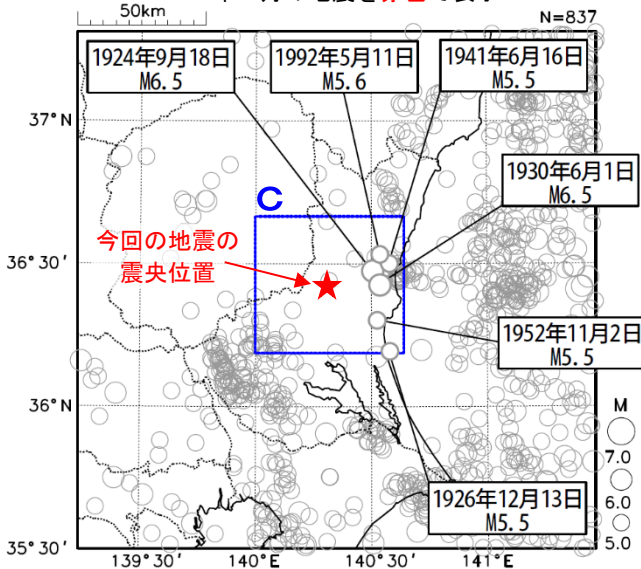 50km
N=837
1924年9月18日
M6.5
1992年5月11日
M5.6
1941年6月16日
M5.5
37°N
1930年6月1日
M6.5
C
今回の地震の
震央位置
36°30'
1952年11月2日
M5.5
36°N
M
7.0
6.0
5.0
1926年12月13日
M5.5
35°30'
139°30'
140°E
140°30'
141°E